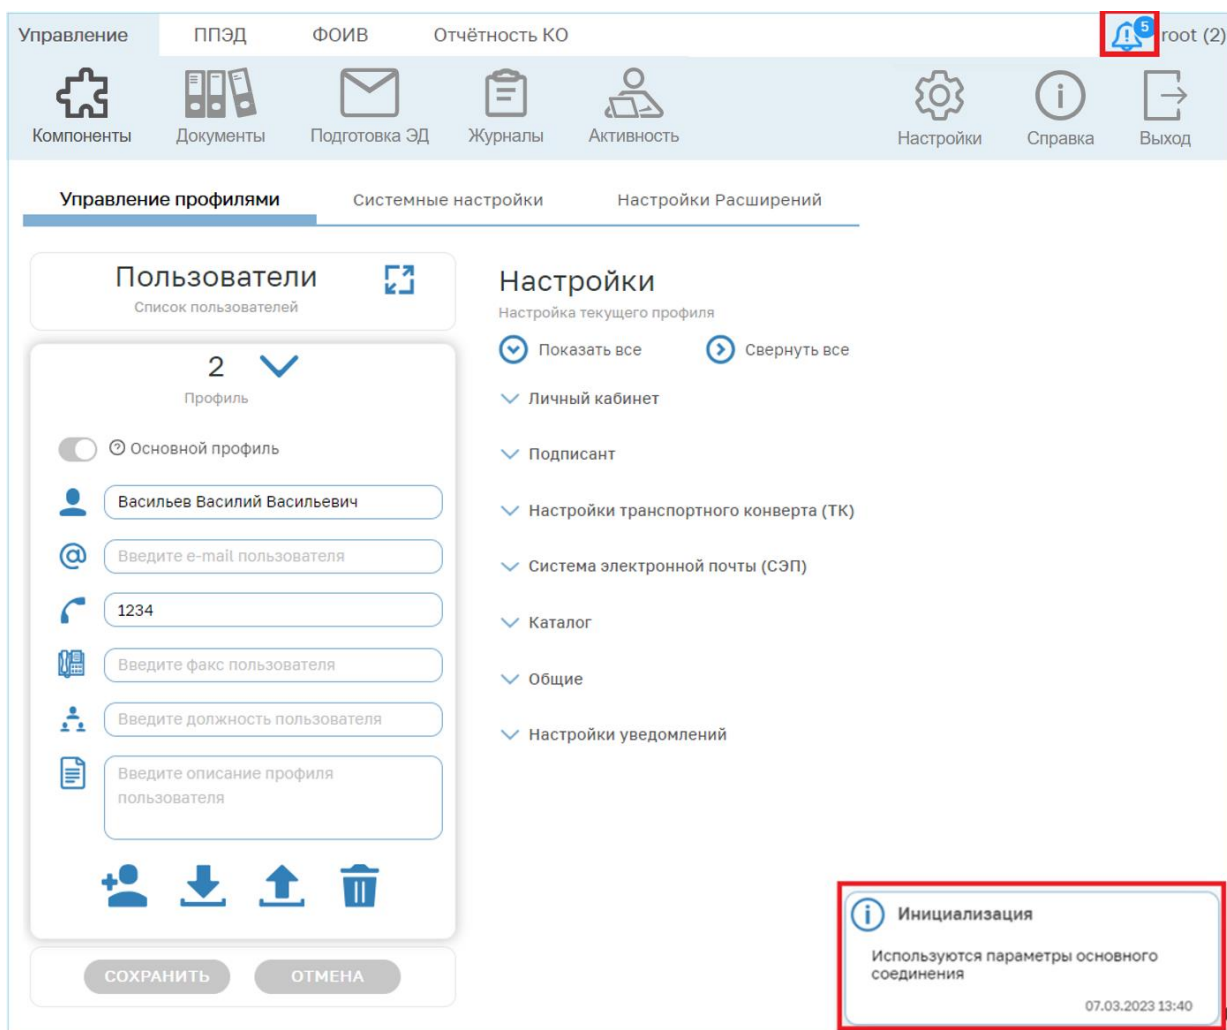 Управление ППЭД ФОИВ Отчётность КО 5 root (2)
Компоненты Документы Подготовка ЭД Журналы Активность Настройки Справка Выход
Управление профилями Системные настройки Настройки Расширений
Пользователи
Список пользователей
2
Профиль
Основной профиль
Васильев Василий Васильевич
Введите e-mail пользователя
1234
Введите факс пользователя
Введите должность пользователя
Введите описание профиля
пользователя
СОХРАНИТЬ ОТМЕНА
Настройки
Настройка текущего профиля
Показать все Свернуть все
Личный кабинет
Подписант
Настройки транспортного конверта (ТК)
Система электронной почты (СЭП)
Каталог
Общие
Настройки уведомлений
Инициализация
Используются параметры основного
соединения
07.03.2023 13:40